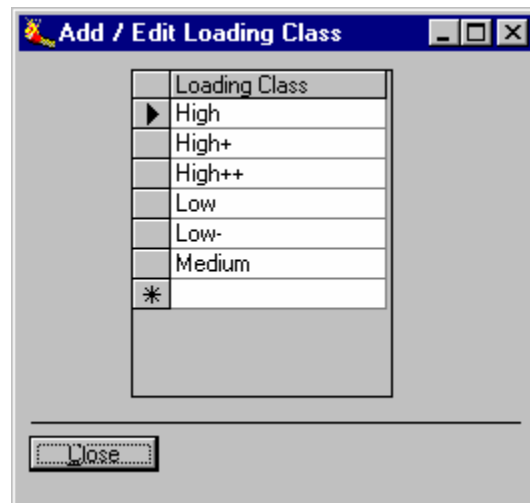 Add / Edit Loading Class
Loading Class
High
High+
High++
Low
Low-
Medium
Close